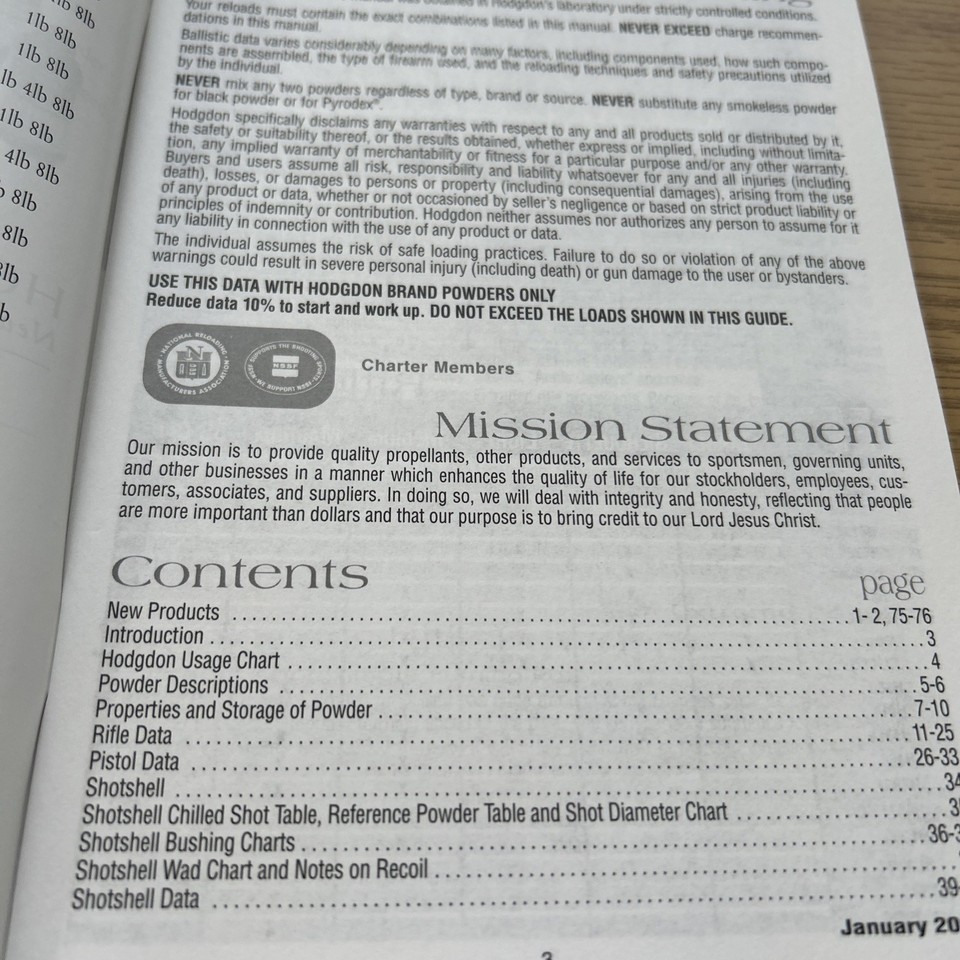 1lb 8lb
1lb 8lb
1lb 4lb 8lb
1lb 8lb
4lb 8lb
8lb
8lb
Your reloads must contain the exact combinations listed in this manual. NEVER EXCEED charge recommen-
dations in this manual.
Ballistic data varies considerably depending on many factors, including components used, how such compo-
nents are assembled, the type of firearm used, and the reloading techniques and safety precautions utilized
by the individual.
NEVER mix any two powders regardless of type, brand or source. NEVER substitute any smokeless powder
for black powder or for Pyrodex®.
Hodgdon specifically disclaims any warranties with respect to any and all products sold or distributed by it,
the safety or suitability thereof, or the results obtained, whether express or implied, including without limita-
tion, any implied warranty of merchantability or fitness for a particular purpose and/or any other warranty.
Buyers and users assume all risk, responsibility and liability whatsoever for any and all injuries (including
death), losses, or damages to persons or property (including consequential damages), arising from the use
of any product or data, whether or not occasioned by seller's negligence or based on strict product liability or
principles of indemnity or contribution. Hodgdon neither assumes nor authorizes any person to assume for it
any liability in connection with the use of any product or data.
The individual assumes the risk of safe loading practices. Failure to do so or violation of any of the above
warnings could result in severe personal injury (including death) or gun damage to the user or bystanders.
USE THIS DATA WITH HODGDON BRAND POWDERS ONLY
Reduce data 10% to start and work up. DO NOT EXCEED THE LOADS SHOWN IN THIS GUIDE.
NATIONAL RELOADING
MANUFACTURERS ASSOCIATION
SUPPORTS THE SHOOTING
NSSF
WE SUPPORT NSSF
Charter Members
Mission Statement
Our mission is to provide quality propellants, other products, and services to sportsmen, governing units,
and other businesses in a manner which enhances the quality of life for our stockholders, employees, cus-
tomers, associates, and suppliers. In doing so, we will deal with integrity and honesty, reflecting that people
are more important than dollars and that our purpose is to bring credit to our Lord Jesus Christ.
Contents page
New Products 1- 2, 75-76
Introduction 3
Hodgdon Usage Chart 4
Powder Descriptions 5-6
Properties and Storage of Powder 7-10
Rifle Data 11-25
Pistol Data 26-33
Shotshell 34
Shotshell Chilled Shot Table, Reference Powder Table and Shot Diameter Chart
Shotshell Bushing Charts 36-
Shotshell Wad Chart and Notes on Recoil
Shotshell Data 39-
January 20